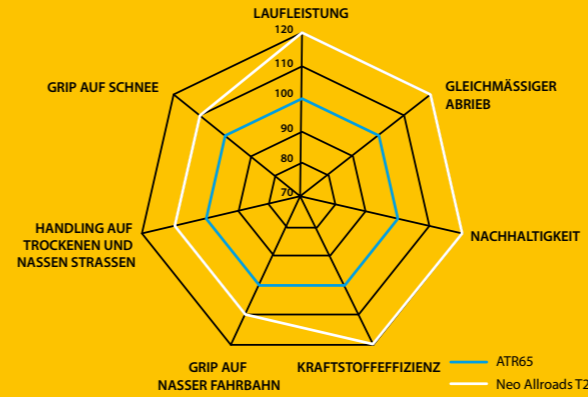 LAUFLEISTUNG
120
110
100
90
80
70
GLEICHMÄSSIGER
ABRIEB
NACHHALTIGKEIT
KRAFTSTOFFEFFIZIENZ
GRIP AUF
NASSER FAHRBAHN
HANDLING AUF
TROCKENEN UND
NASSEN STRASSEN
GRIP AUF SCHNEE
ATR65
Neo Allroads T2